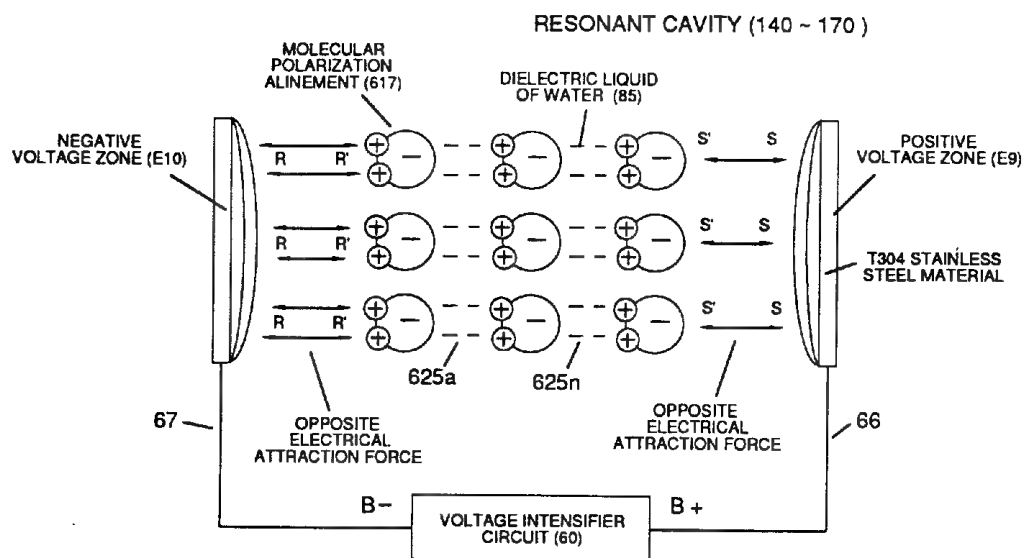 RESONANT CAVITY (140 ~ 170 )
MOLECULAR
POLARIZATION
ALINEMENT (617)
DIELECTRIC LIQUID
OF WATER (85)
NEGATIVE
VOLTAGE ZONE (E10)
POSITIVE
VOLTAGE ZONE (E9)
+ − + − + − S' S
R R'
+ + +
+ − + − + − S' S
R R'
+ + +
T304 STAINLESS
STEEL MATERIAL
+ − + − + − S' S
R R'
+ + +
625a 625n
67
OPPOSITE
ELECTRICAL
ATTRACTION FORCE
OPPOSITE
ELECTRICAL
ATTRACTION FORCE
66
B− B+
VOLTAGE INTENSIFIER
CIRCUIT (60)